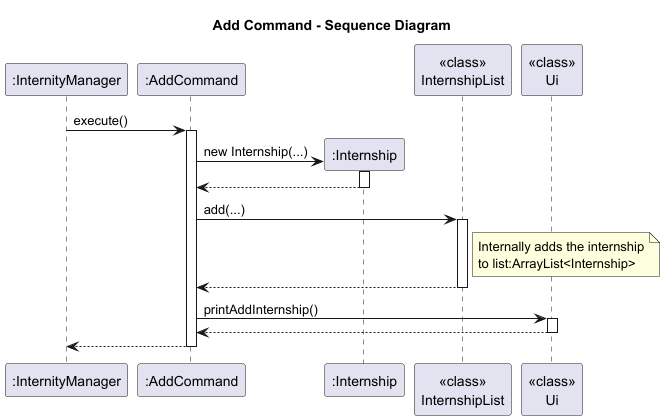 Add Command - Sequence Diagram
:InternityManager
:AddCommand
«class»
InternshipList
«class»
Ui
execute()
new Internship(...)
:Internship
add(...)
Internally adds the internship
to list:ArrayList<Internship>
printAddInternship()
:InternityManager
:AddCommand
:Internship
«class»
InternshipList
«class»
Ui